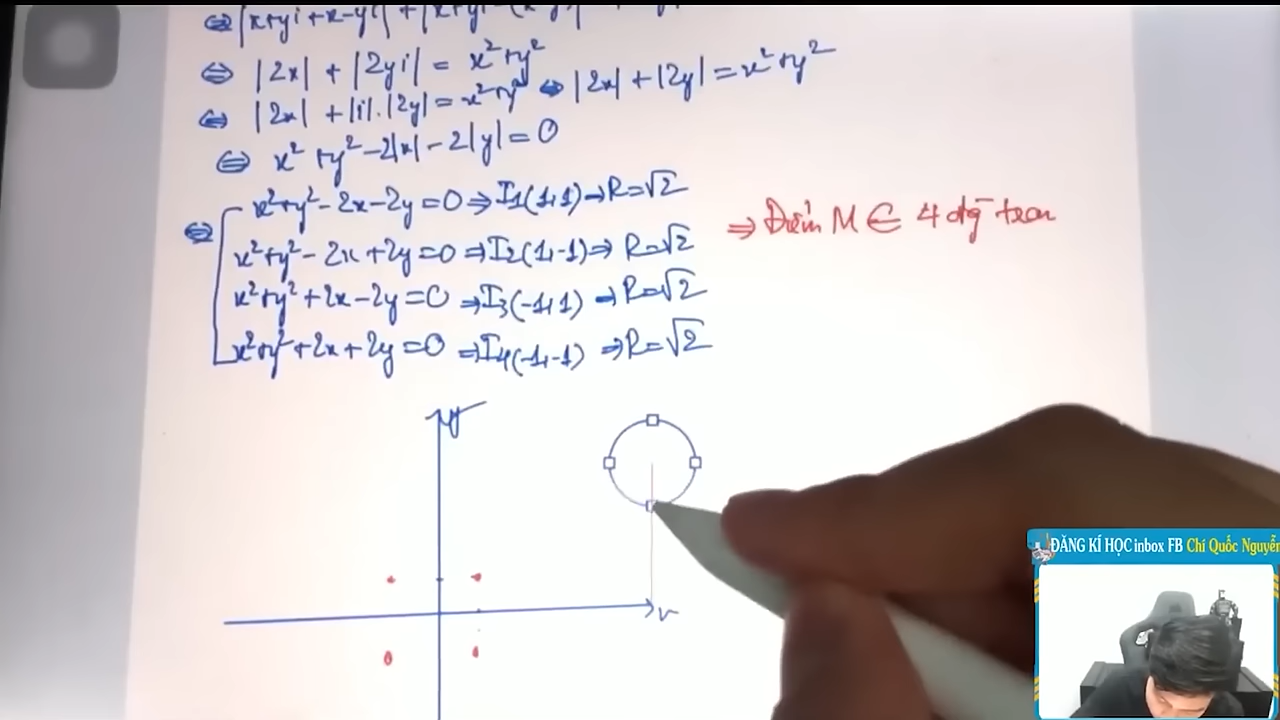 ⇔ |x+yi+x-yi| + |x+yi
⇔ |2x| + |2yi| = x²+y²
⇔ |2x| + |i|.|2y| = x²+y² ⇔ |2x| + |2y| = x²+y²
⇔ x²+y²-2|x|-2|y|=0
⇔ x²+y²-2x-2y=0 ⇒ I1(1,1) → R=√2
x²+y²-2x+2y=0 ⇒ I2(1,-1) ⇒ R=√2
x²+y²+2x-2y=0 ⇒ I3(-1,1) → R=√2
x²+y²+2x+2y=0 ⇒ I4(-1,-1) ⇒ R=√2
⇒ Điểm M ∈ 4 đg tròn
y
ĐĂNG KÍ HỌC inbox FB Chí Quốc Nguyễn